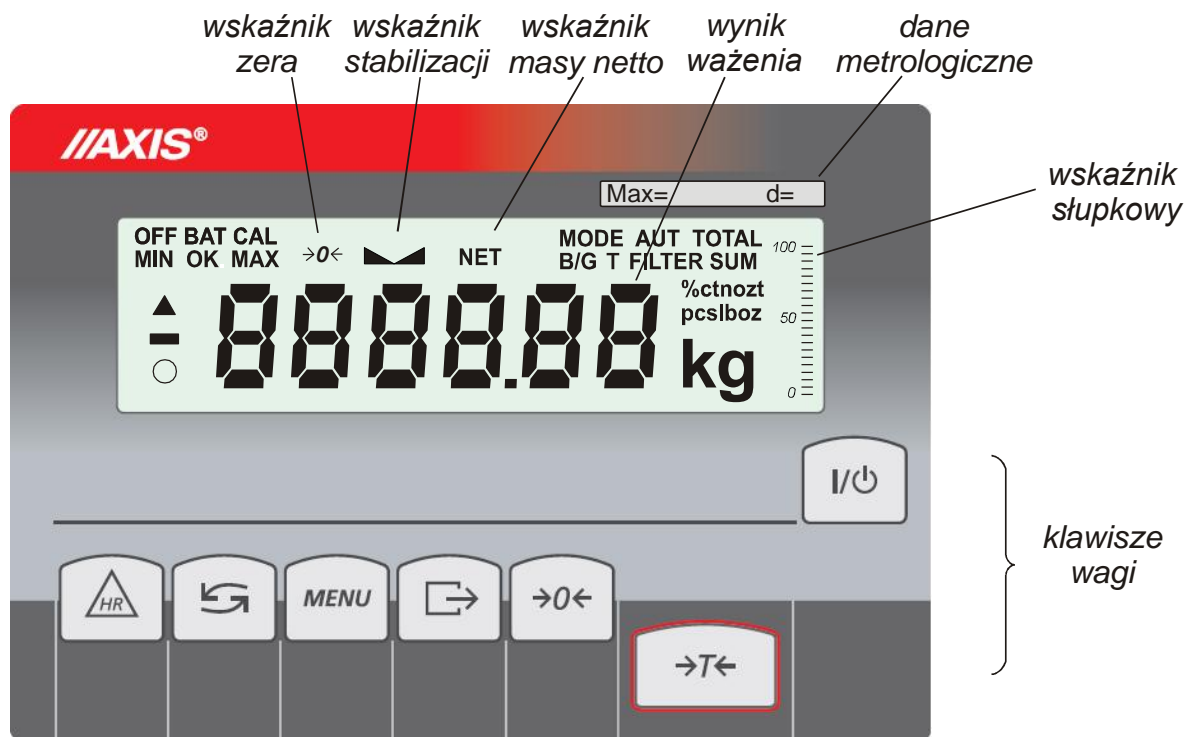 wskaźnik zera
wskaźnik stabilizacji
wskaźnik masy netto
wynik ważenia
dane metrologiczne
//AXIS®
wskaźnik słupkowy
Max= d=
OFF BAT CAL
MIN OK MAX
→0←
NET
MODE AUT TOTAL
B/G T FILTER SUM
100
50
0
%ctnozt
pcslboz
888888.88
kg
I/⏻
klawisze wagi
HR
MENU
→0←
→T←